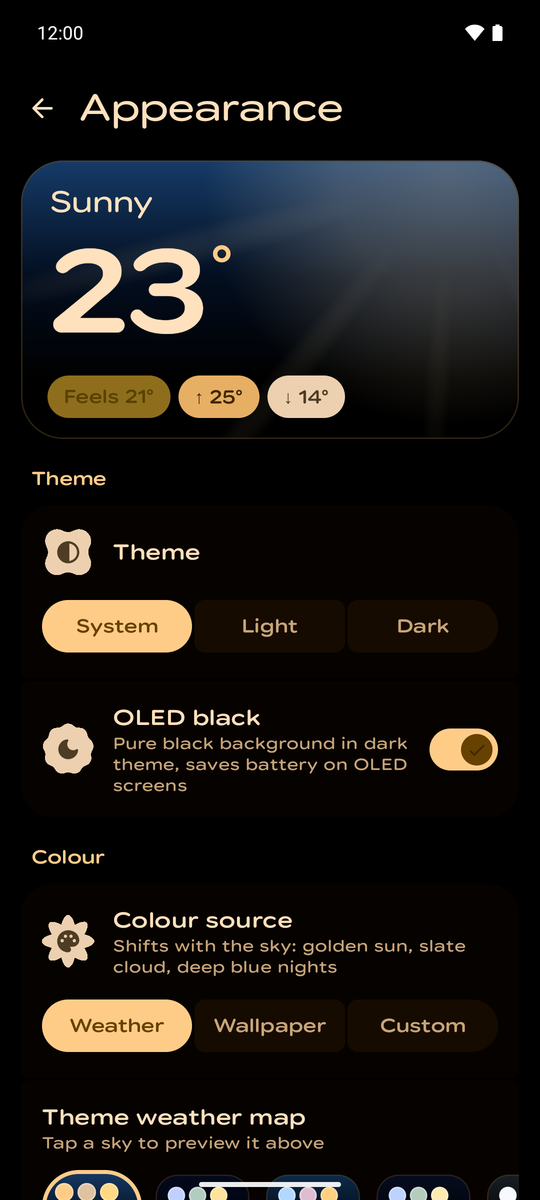 12:00
Appearance
Sunny
23°
Feels 21° ↑ 25° ↓ 14°
Theme
Theme
System Light Dark
OLED black
Pure black background in dark
theme, saves battery on OLED
screens
Colour
Colour source
Shifts with the sky: golden sun, slate
cloud, deep blue nights
Weather Wallpaper Custom
Theme weather map
Tap a sky to preview it above